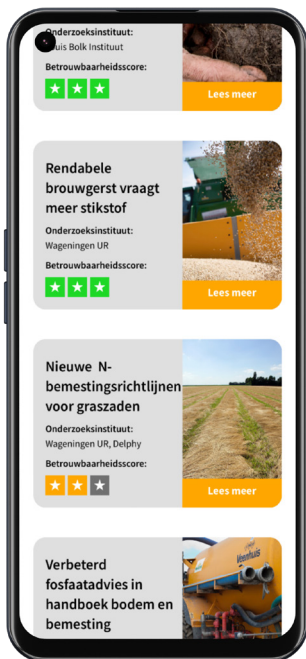 Onderzoeksinstituut:
uis Bolk Instituut
Betrouwbaarheidsscore:
Lees meer
Rendabele
brouwgerst vraagt
meer stikstof
Onderzoeksinstituut:
Wageningen UR
Betrouwbaarheidsscore:
Lees meer
Nieuwe N-
bemestingsrichtlijnen
voor graszaden
Onderzoeksinstituut:
Wageningen UR, Delphy
Betrouwbaarheidsscore:
Lees meer
Verbeterd
fosfaatadvies in
handboek bodem en
bemesting
Veenhuis